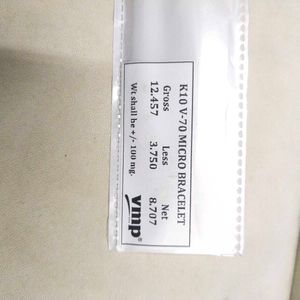 K10 V-70 MICRO BRACELET
Gross Less Net
12.457 3.750 8.707
Wt shall be +/- 100 mg.
vmp®